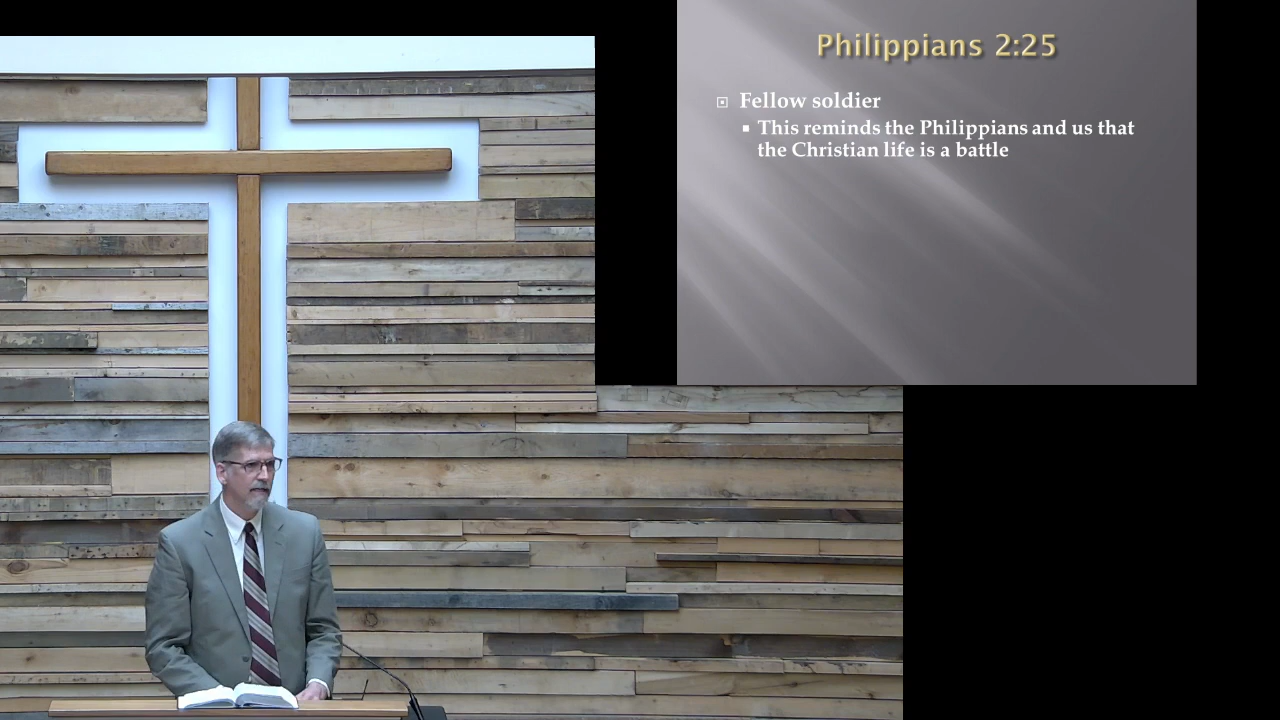 Philippians 2:25
Fellow soldier
This reminds the Philippians and us that
the Christian life is a battle